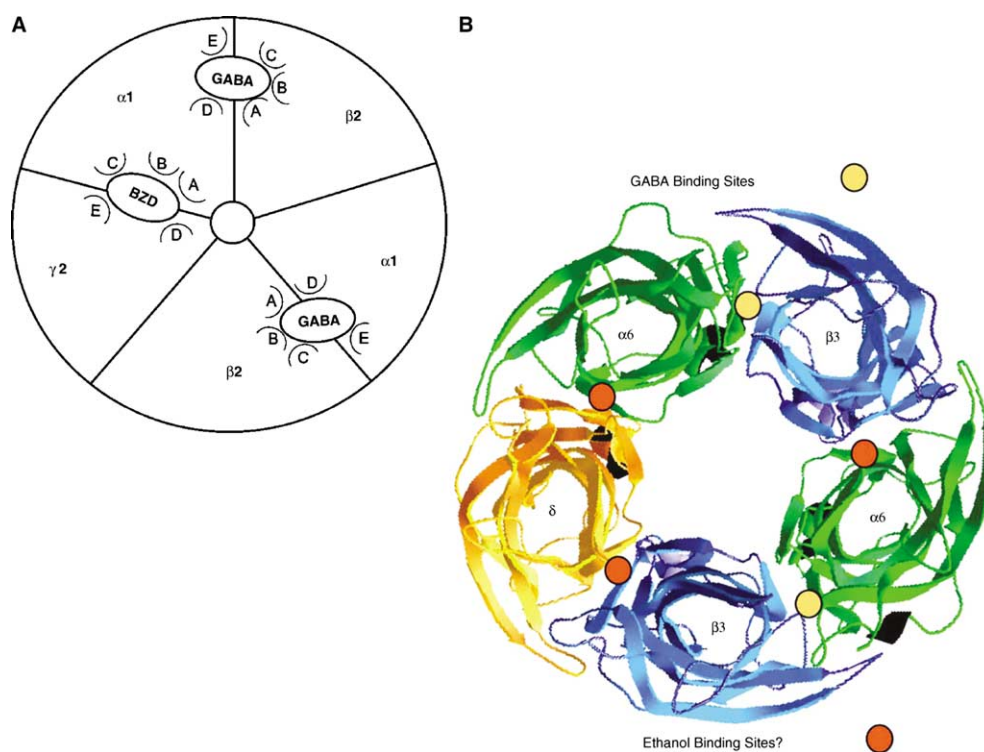 A
E
C
GABA
B
D
A
α1
β2
C
B
A
BZD
E
D
γ2
α1
D
A
GABA
B
C
E
β2
B
GABA Binding Sites
α6
β3
δ
α6
β3
Ethanol Binding Sites?